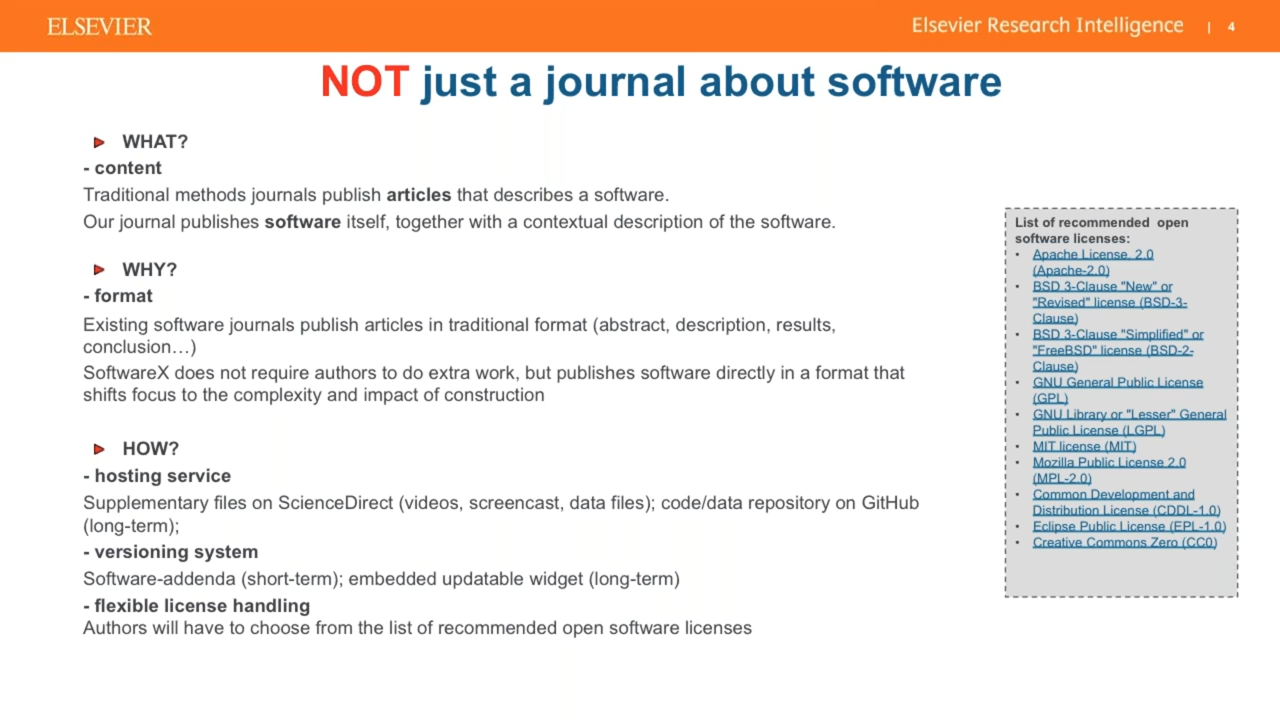 ELSEVIER
Elsevier Research Intelligence | 4
NOT just a journal about software
WHAT?
- content
Traditional methods journals publish articles that describes a software.
Our journal publishes software itself, together with a contextual description of the software.
WHY?
- format
Existing software journals publish articles in traditional format (abstract, description, results,
conclusion…)
SoftwareX does not require authors to do extra work, but publishes software directly in a format that
shifts focus to the complexity and impact of construction
HOW?
- hosting service
Supplementary files on ScienceDirect (videos, screencast, data files); code/data repository on GitHub
(long-term);
- versioning system
Software-addenda (short-term); embedded updatable widget (long-term)
- flexible license handling
Authors will have to choose from the list of recommended open software licenses
List of recommended open
software licenses:
• Apache License, 2.0
(Apache-2.0)
• BSD 3-Clause "New" or
"Revised" license (BSD-3-
Clause)
• BSD 3-Clause "Simplified" or
"FreeBSD" license (BSD-2-
Clause)
• GNU General Public License
(GPL)
• GNU Library or "Lesser" General
Public License (LGPL)
• MIT license (MIT)
• Mozilla Public License 2.0
(MPL-2.0)
• Common Development and
Distribution License (CDDL-1.0)
• Eclipse Public License (EPL-1.0)
• Creative Commons Zero (CC0)